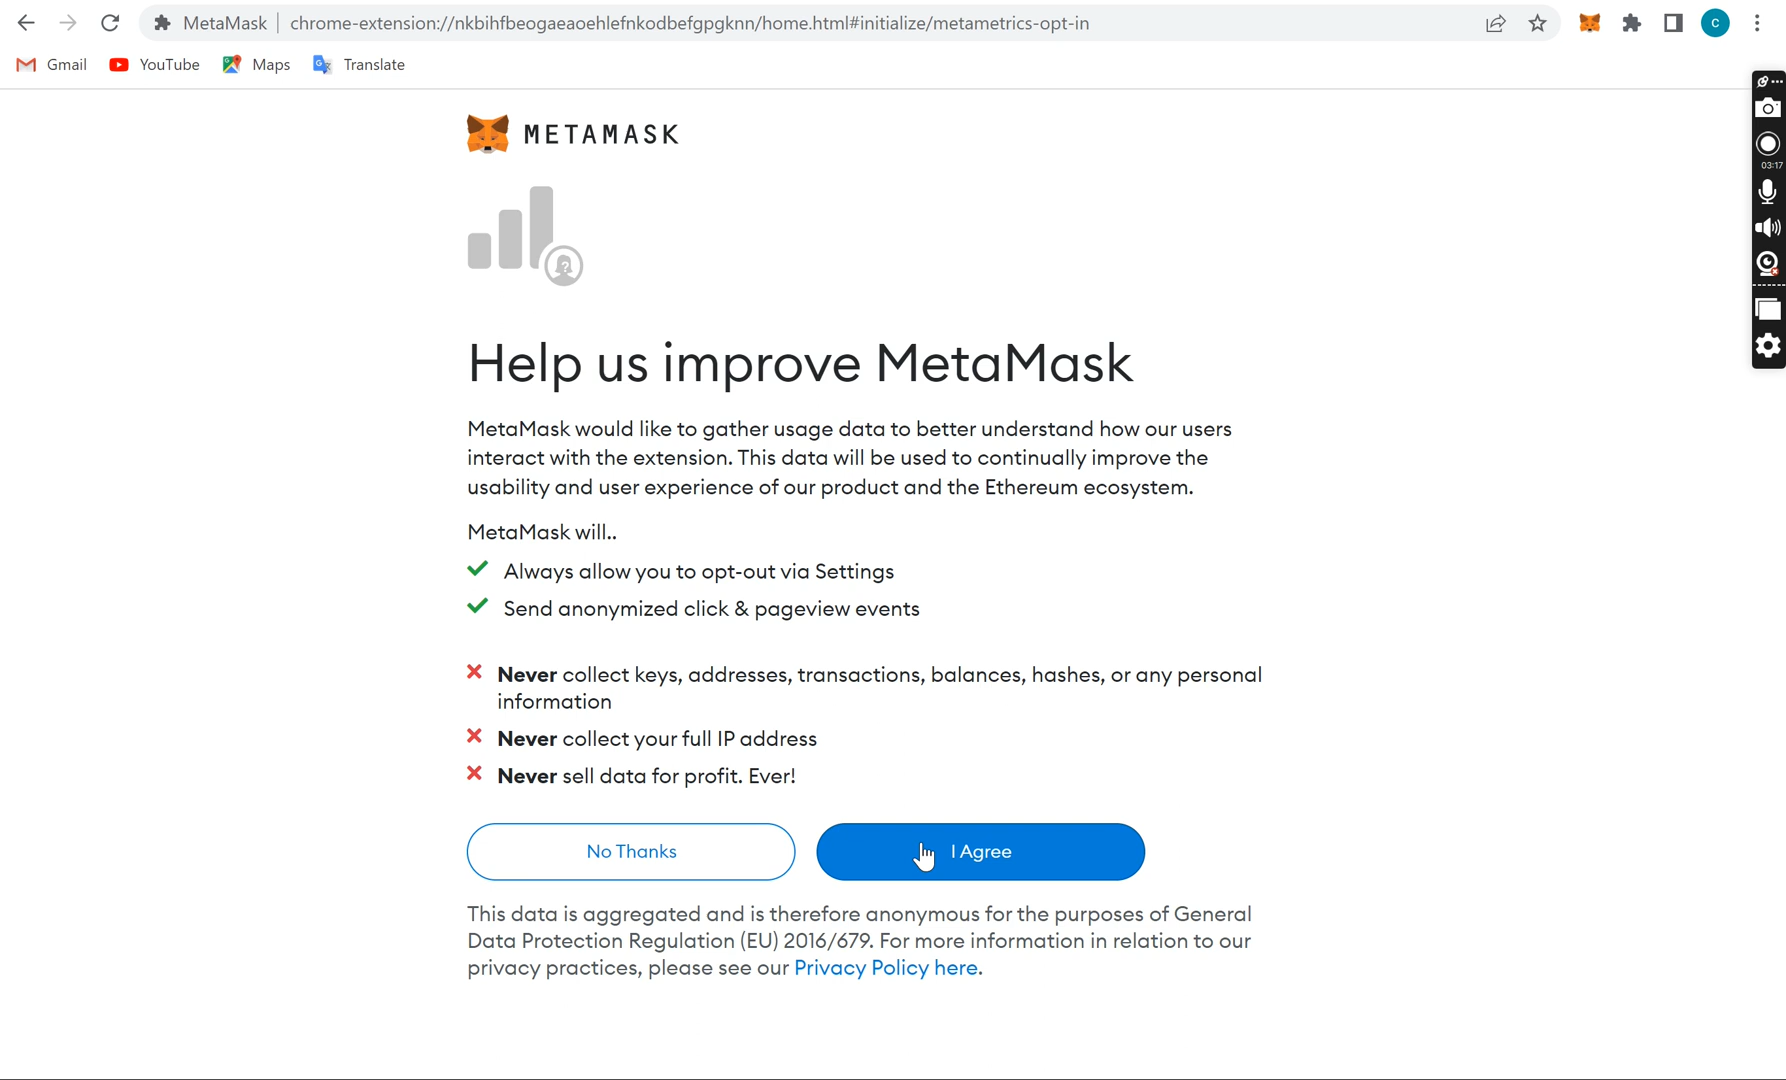 MetaMask chrome-extension://nkbihfbeogaeaoehlefnkodbefgpgknn/home.html#initialize/metametrics-opt-in C
Gmail YouTube Maps Translate
03:17
METAMASK
Help us improve MetaMask
MetaMask would like to gather usage data to better understand how our users
interact with the extension. This data will be used to continually improve the
usability and user experience of our product and the Ethereum ecosystem.
MetaMask will..
Always allow you to opt-out via Settings
Send anonymized click & pageview events
Never collect keys, addresses, transactions, balances, hashes, or any personal
information
Never collect your full IP address
Never sell data for profit. Ever!
No Thanks I Agree
This data is aggregated and is therefore anonymous for the purposes of General
Data Protection Regulation (EU) 2016/679. For more information in relation to our
privacy practices, please see our Privacy Policy here.